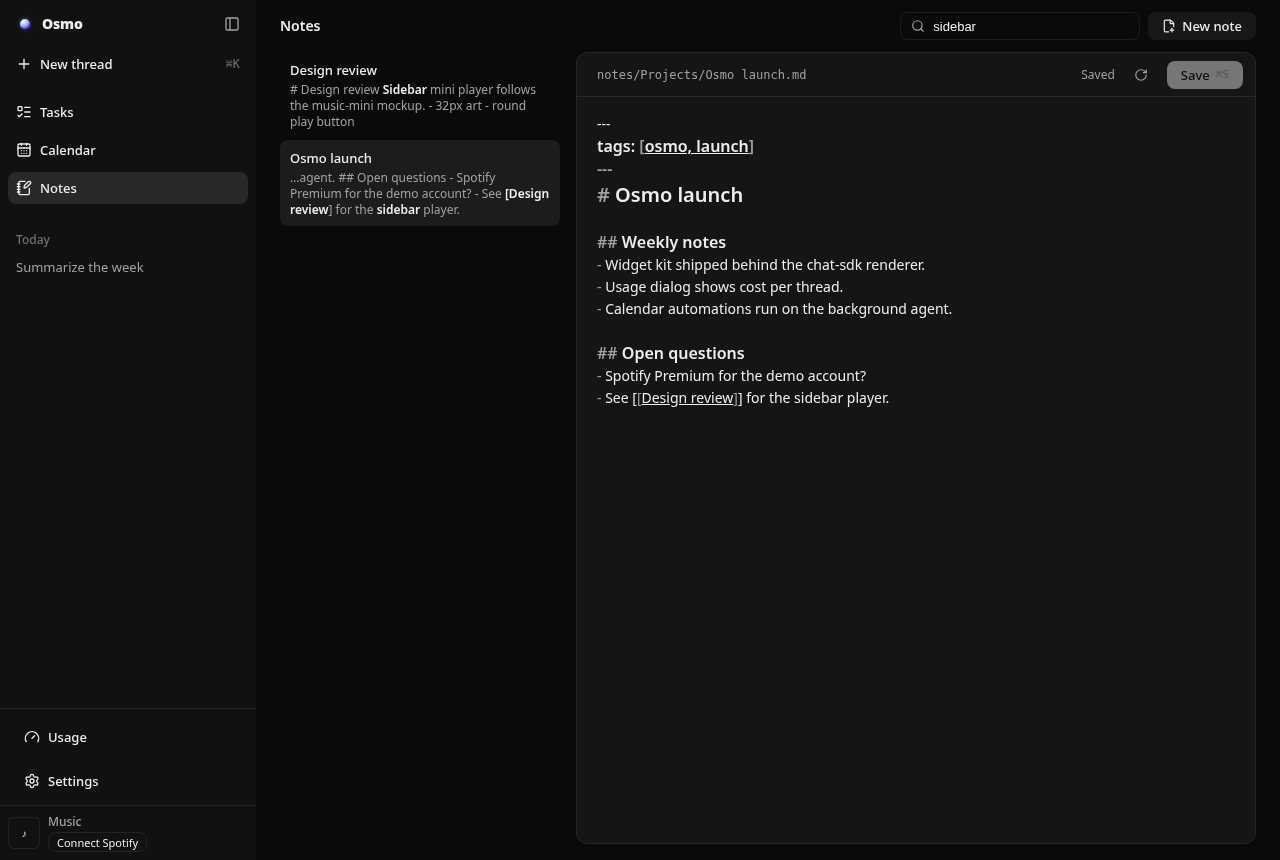 Osmo
New thread ⌘K
Tasks
Calendar
Notes
Today
Summarize the week
Usage
Settings
♪
Music
Connect Spotify
Notes
sidebar
New note
Design review
# Design review Sidebar mini player follows
the music-mini mockup. - 32px art - round
play button
Osmo launch
...agent. ## Open questions - Spotify
Premium for the demo account? - See [Design
review] for the sidebar player.
notes/Projects/Osmo launch.md
Saved
Save ⌘S
---
tags: [osmo, launch]
---
# Osmo launch
## Weekly notes
- Widget kit shipped behind the chat-sdk renderer.
- Usage dialog shows cost per thread.
- Calendar automations run on the background agent.
## Open questions
- Spotify Premium for the demo account?
- See [[Design review]] for the sidebar player.